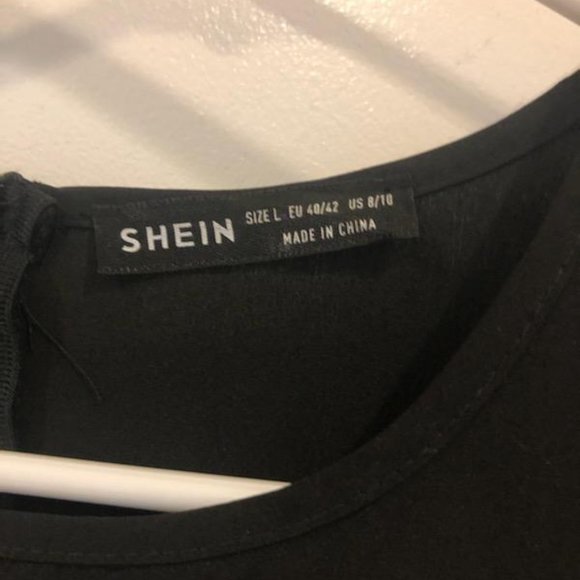 SHEIN
SIZE L EU 40/42 US 8/10
MADE IN CHINA